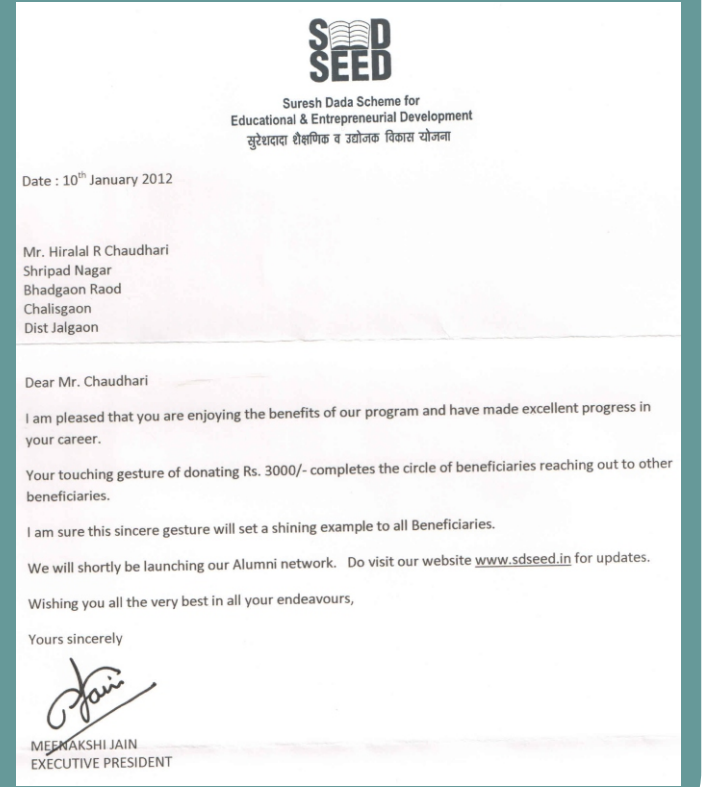 SD
SEED
Suresh Dada Scheme for
Educational & Entrepreneurial Development
सुरेशदादा शैक्षणिक व उद्योजक विकास योजना
Date : 10th January 2012
Mr. Hiralal R Chaudhari
Shripad Nagar
Bhadgaon Raod
Chalisgaon
Dist Jalgaon
Dear Mr. Chaudhari
I am pleased that you are enjoying the benefits of our program and have made excellent progress in
your career.
Your touching gesture of donating Rs. 3000/- completes the circle of beneficiaries reaching out to other
beneficiaries.
I am sure this sincere gesture will set a shining example to all Beneficiaries.
We will shortly be launching our Alumni network. Do visit our website www.sdseed.in for updates.
Wishing you all the very best in all your endeavours,
Yours sincerely
PJain
MEENAKSHI JAIN
EXECUTIVE PRESIDENT